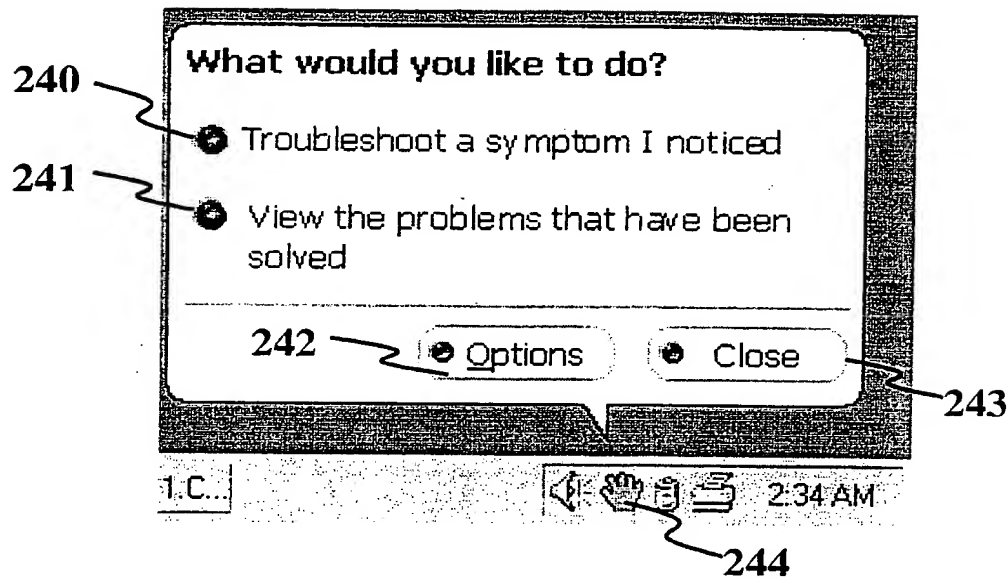 What would you like to do?
240
Troubleshoot a symptom I noticed
241
View the problems that have been
solved
242
Options
Close
243
1.C...
2:34 AM
244